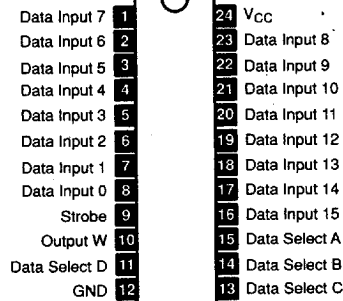 Data Input 7 1 24 VCC
Data Input 6 2 23 Data Input 8
Data Input 5 3 22 Data Input 9
Data Input 4 4 21 Data Input 10
Data Input 3 5 20 Data Input 11
Data Input 2 6 19 Data Input 12
Data Input 1 7 18 Data Input 13
Data Input 0 8 17 Data Input 14
Strobe 9 16 Data Input 15
Output W 10 15 Data Select A
Data Select D 11 14 Data Select B
GND 12 13 Data Select C